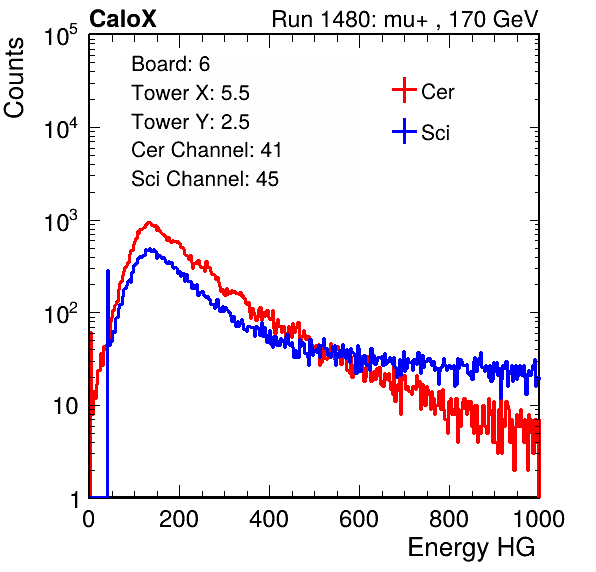 CaloX Run 1480: mu+ , 170 GeV
Counts
10^5
10^4
10^3
10^2
10
1
Board: 6
Tower X: 5.5
Tower Y: 2.5
Cer Channel: 41
Sci Channel: 45
Cer
Sci
0 200 400 600 800 1000
Energy HG